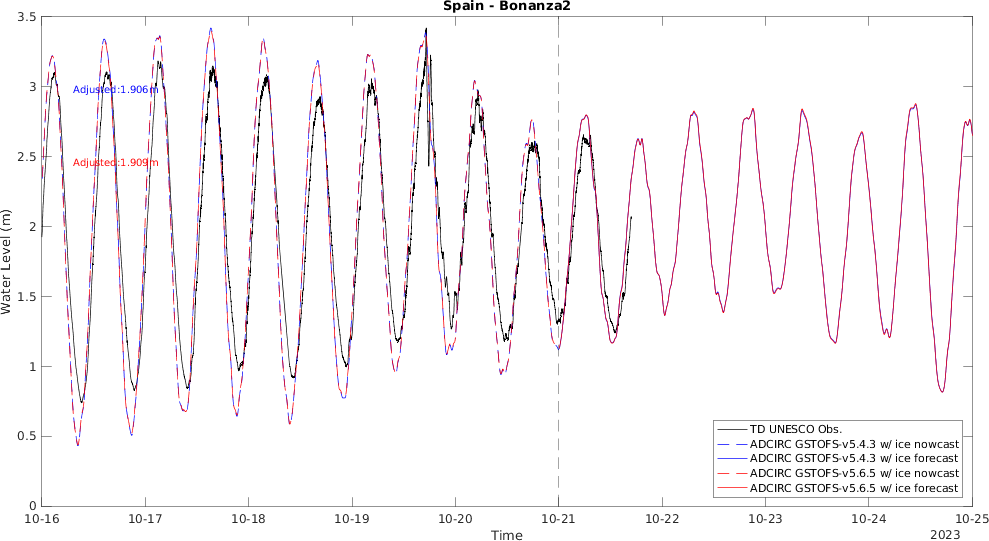 Spain - Bonanza2
3.5
3
2.5
2
1.5
1
0.5
0
Water Level (m)
Adjusted:1.906m
Adjusted:1.909m
TD UNESCO Obs.
ADCIRC GSTOFS-v5.4.3 w/ ice nowcast
ADCIRC GSTOFS-v5.4.3 w/ ice forecast
ADCIRC GSTOFS-v5.6.5 w/ ice nowcast
ADCIRC GSTOFS-v5.6.5 w/ ice forecast
10-16 10-17 10-18 10-19 10-20 10-21 10-22 10-23 10-24 10-25
Time
2023